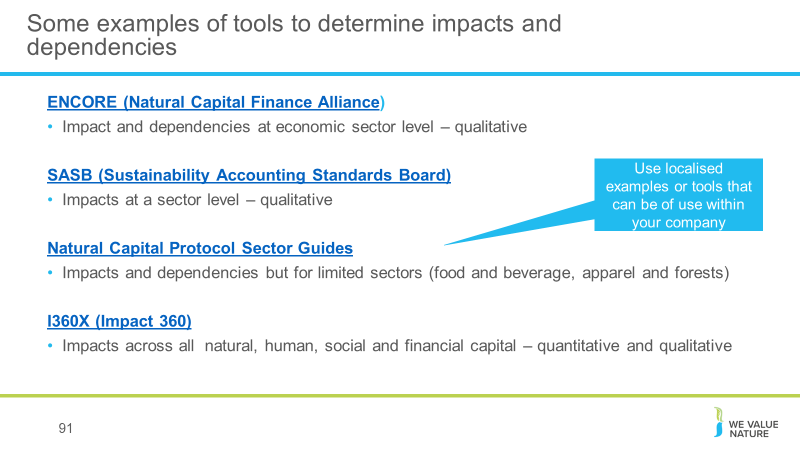 Some examples of tools to determine impacts and
dependencies
ENCORE (Natural Capital Finance Alliance)
• Impact and dependencies at economic sector level – qualitative
SASB (Sustainability Accounting Standards Board)
• Impacts at a sector level – qualitative
Use localised
examples or tools that
can be of use within
your company
Natural Capital Protocol Sector Guides
• Impacts and dependencies but for limited sectors (food and beverage, apparel and forests)
I360X (Impact 360)
• Impacts across all natural, human, social and financial capital – quantitative and qualitative
91
WE VALUE
NATURE